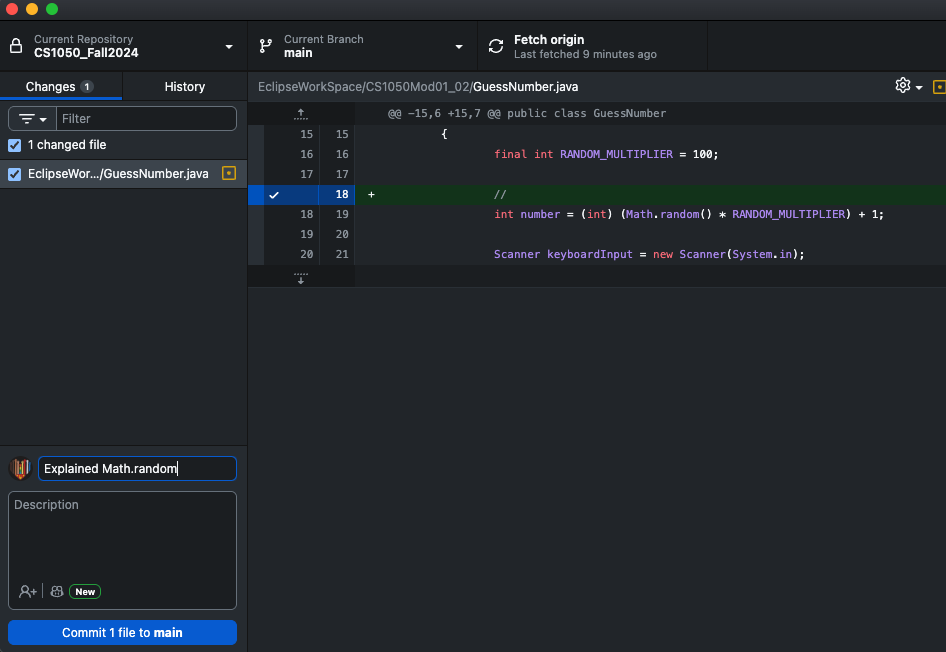 Current Repository
CS1050_Fall2024
Current Branch
main
Fetch origin
Last fetched 9 minutes ago
Changes 1
History
EclipseWorkSpace/CS1050Mod01_02/GuessNumber.java
Filter
1 changed file
EclipseWor.../GuessNumber.java
@@ -15,6 +15,7 @@ public class GuessNumber
15 15 {
16 16 final int RANDOM_MULTIPLIER = 100;
17 17
18 + //
18 19 int number = (int) (Math.random() * RANDOM_MULTIPLIER) + 1;
19 20
20 21 Scanner keyboardInput = new Scanner(System.in);
Explained Math.random
Description
New
Commit 1 file to main